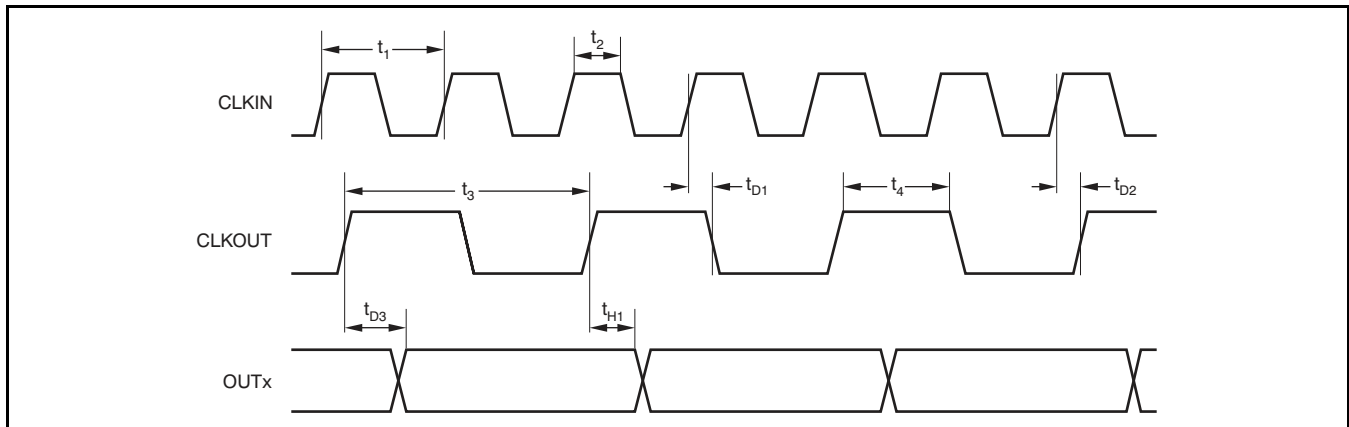 t1
t2
CLKIN
t3
tD1
t4
tD2
CLKOUT
tD3
tH1
OUTx